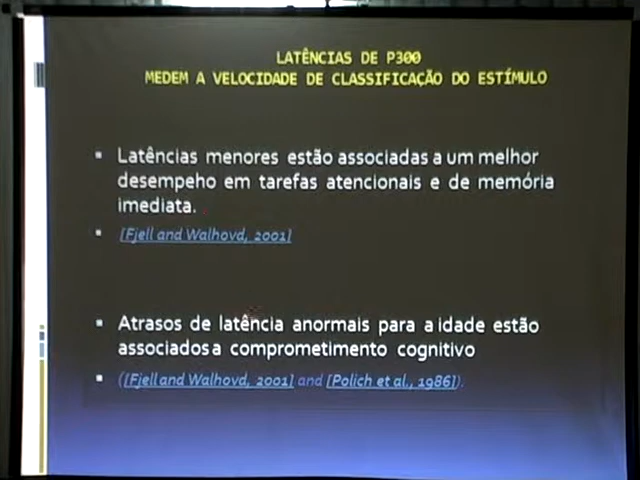 LATÊNCIAS DE P300
MEDEM A VELOCIDADE DE CLASSIFICAÇÃO DO ESTÍMULO
▪ Latências menores estão associadas a um melhor
desempeho em tarefas atencionais e de memória
imediata.
▪ [Fjell and Walhovd, 2001]
▪ Atrasos de latência anormais para a idade estão
associados a comprometimento cognitivo
▪ ([Fjell and Walhovd, 2001] and [Polich et al., 1986]).